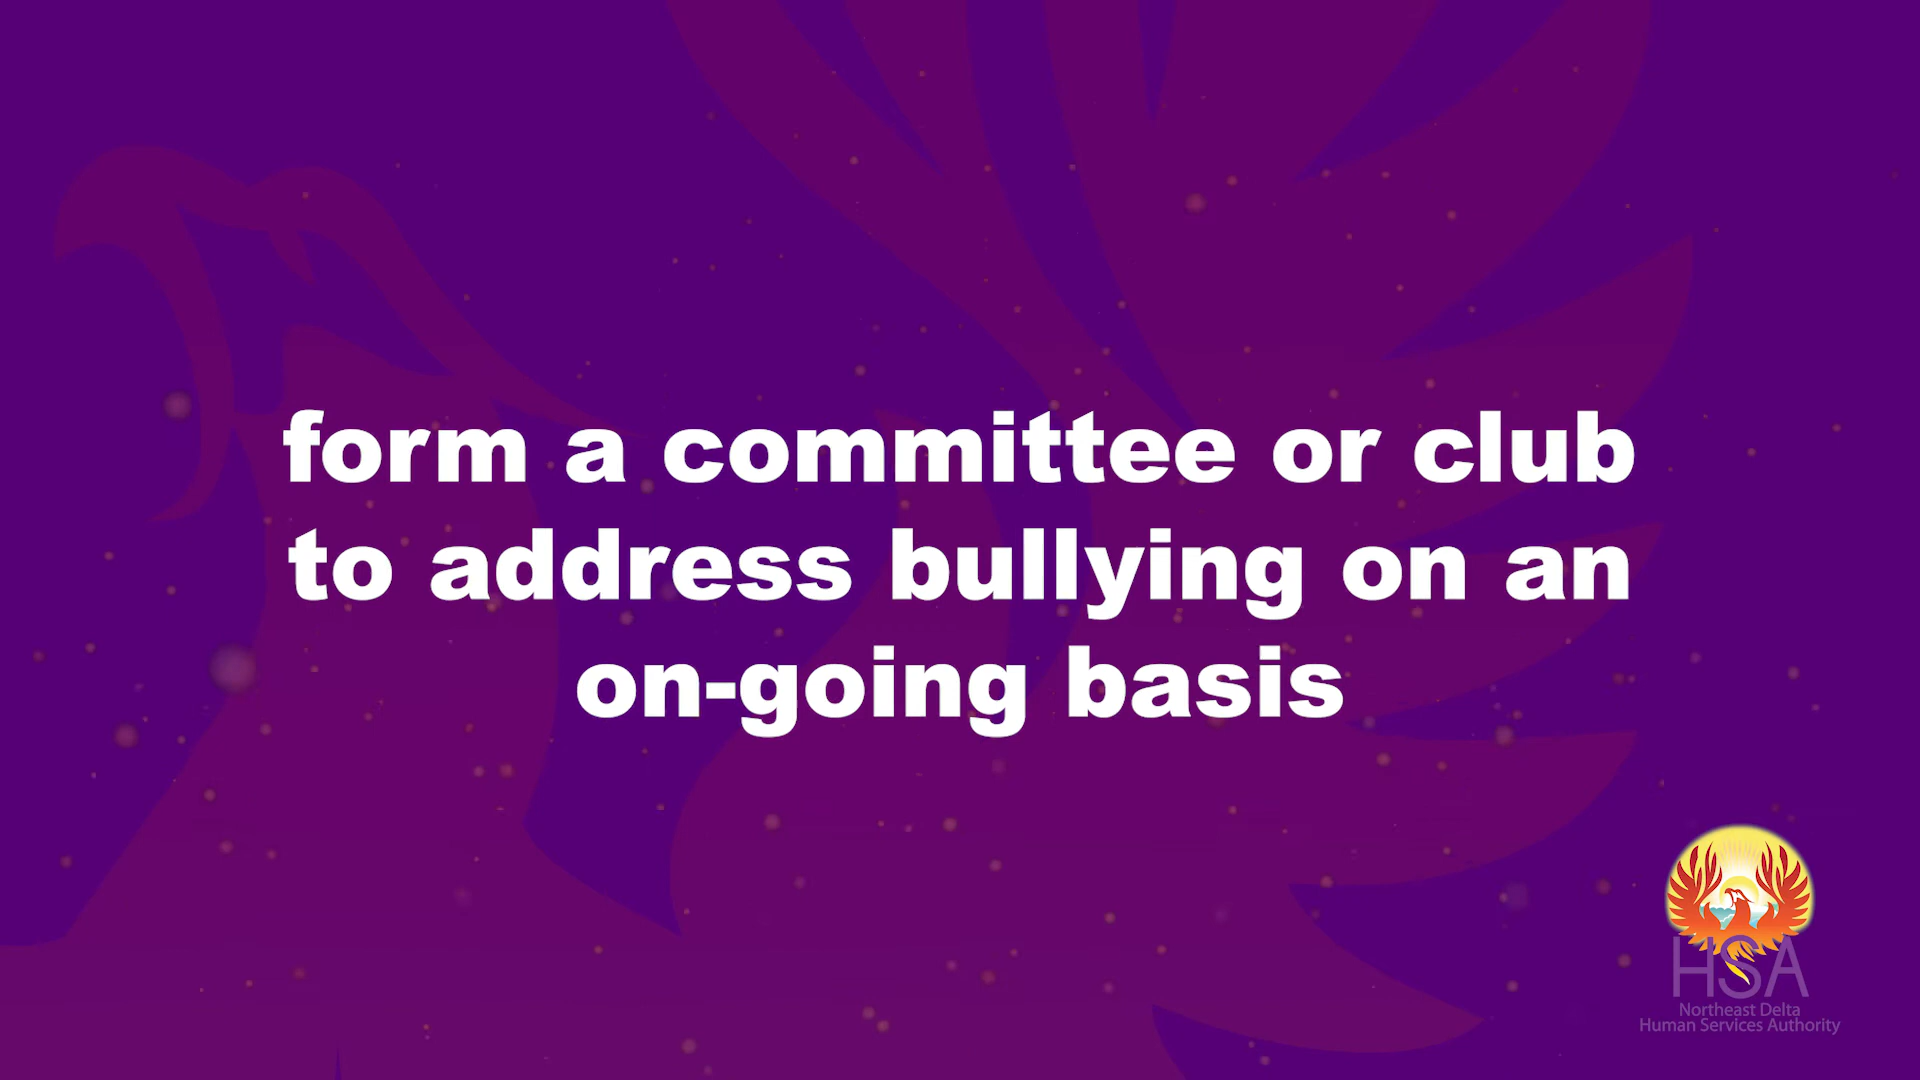 form a committee or club
to address bullying on an
on-going basis
HSA
Northeast Delta
Human Services Authority